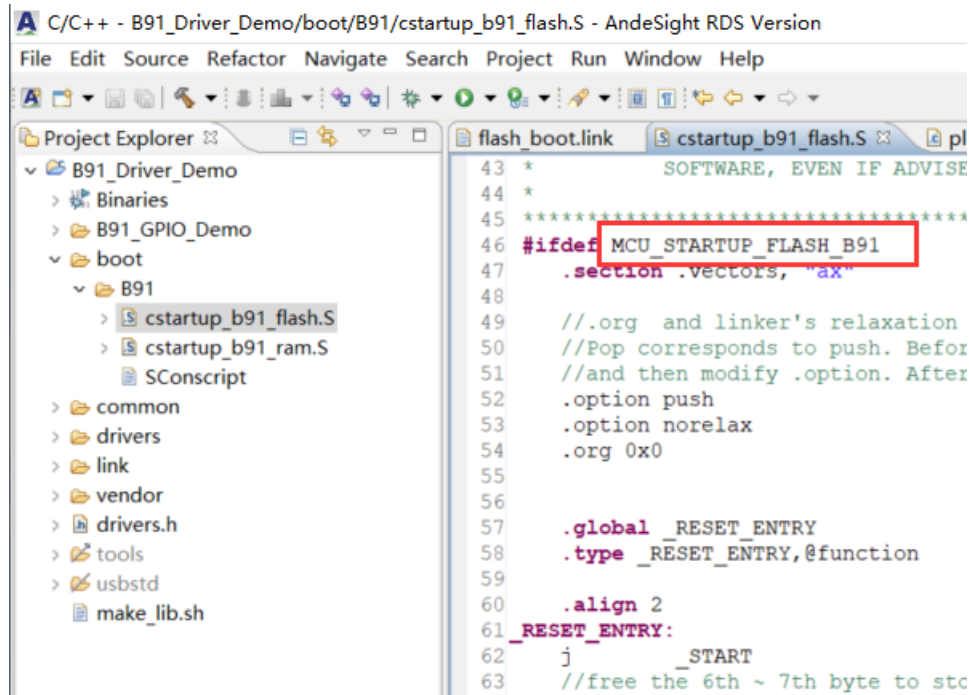 C/C++ - B91_Driver_Demo/boot/B91/cstartup_b91_flash.S - AndeSight RDS Version
File Edit Source Refactor Navigate Search Project Run Window Help
Project Explorer
B91_Driver_Demo
Binaries
B91_GPIO_Demo
boot
B91
cstartup_b91_flash.S
cstartup_b91_ram.S
SConscript
common
drivers
link
vendor
drivers.h
tools
usbstd
make_lib.sh
flash_boot.link cstartup_b91_flash.S pl
43 * SOFTWARE, EVEN IF ADVISE
44 *
45 ***********************************
46 #ifdef MCU_STARTUP_FLASH_B91
47 .section .vectors, "ax"
48
49 //.org and linker's relaxation
50 //Pop corresponds to push. Befor
51 //and then modify .option. After
52 .option push
53 .option norelax
54 .org 0x0
55
56
57 .global _RESET_ENTRY
58 .type _RESET_ENTRY,@function
59
60 .align 2
61 _RESET_ENTRY:
62 j _START
63 //free the 6th ~ 7th byte to sto